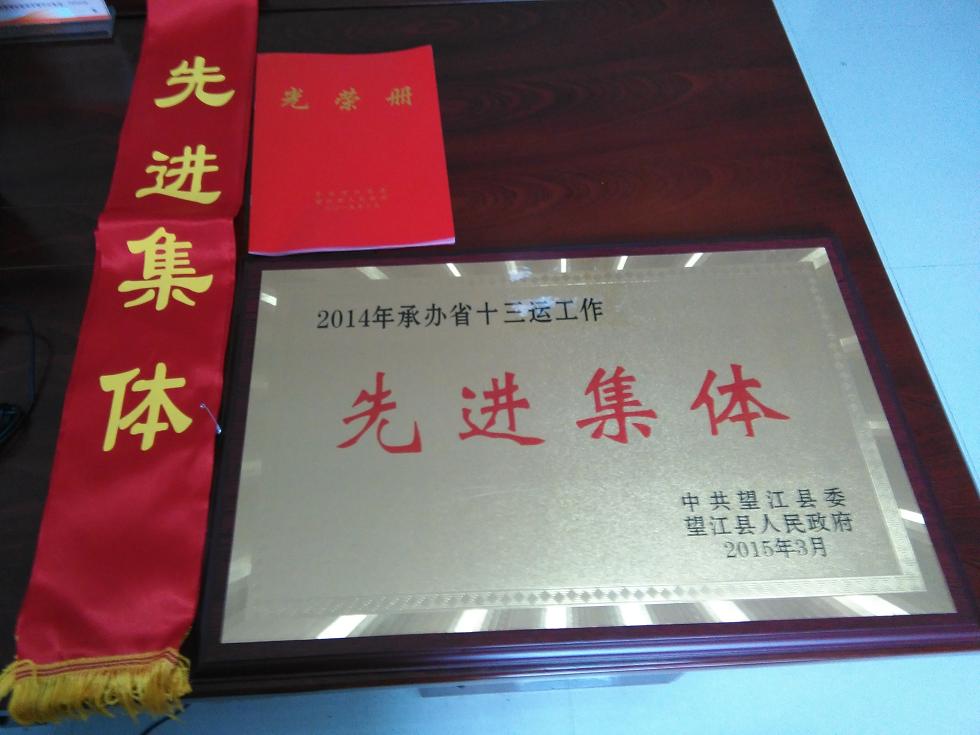 先进集体
光荣册
2014年承办省十三运工作
先进集体
中共望江县委
望江县人民政府
2015年3月